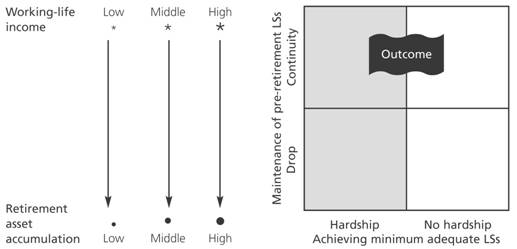 Working-life
income
Low
Middle
High
Retirement
asset
accumulation
Low
Middle
High
Maintenance of pre-retirement LSs
Continuity
Drop
Outcome
Hardship
No hardship
Achieving minimum adequate LSs